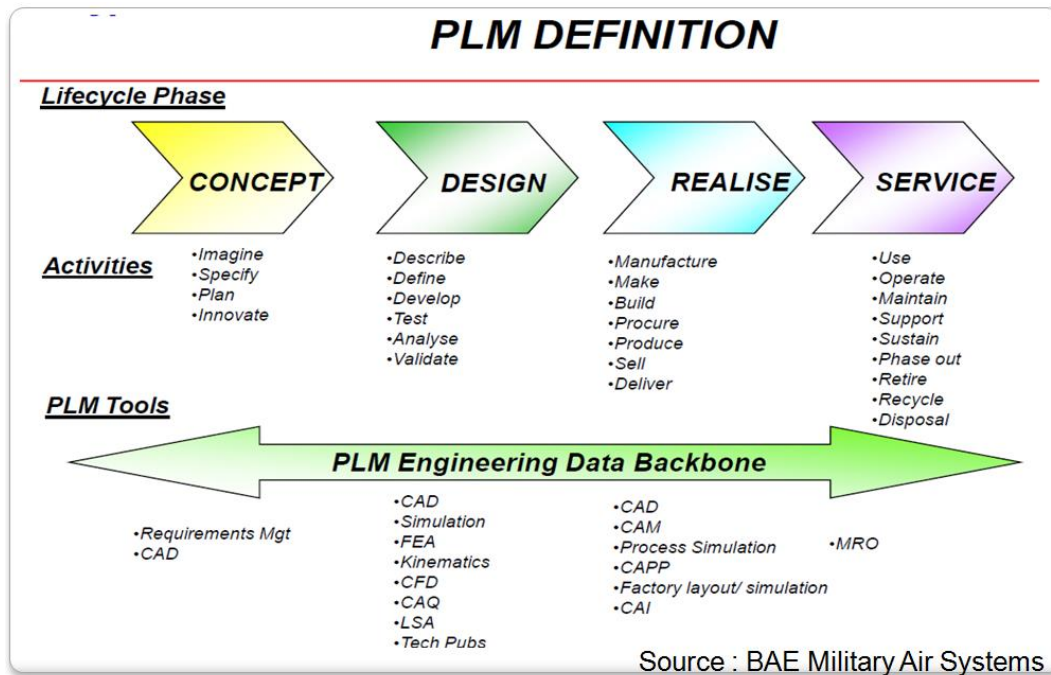 PLM DEFINITION
Lifecycle Phase
CONCEPT
DESIGN
REALISE
SERVICE
Activities
•Imagine
•Specify
•Plan
•Innovate
•Describe
•Define
•Develop
•Test
•Analyse
•Validate
•Manufacture
•Make
•Build
•Procure
•Produce
•Sell
•Deliver
•Use
•Operate
•Maintain
•Support
•Sustain
•Phase out
•Retire
•Recycle
•Disposal
PLM Tools
PLM Engineering Data Backbone
•Requirements Mgt
•CAD
•CAD
•Simulation
•FEA
•Kinematics
•CFD
•CAQ
•LSA
•Tech Pubs
•CAD
•CAM
•Process Simulation
•CAPP
•Factory layout/ simulation
•CAI
•MRO
Source : BAE Military Air Systems